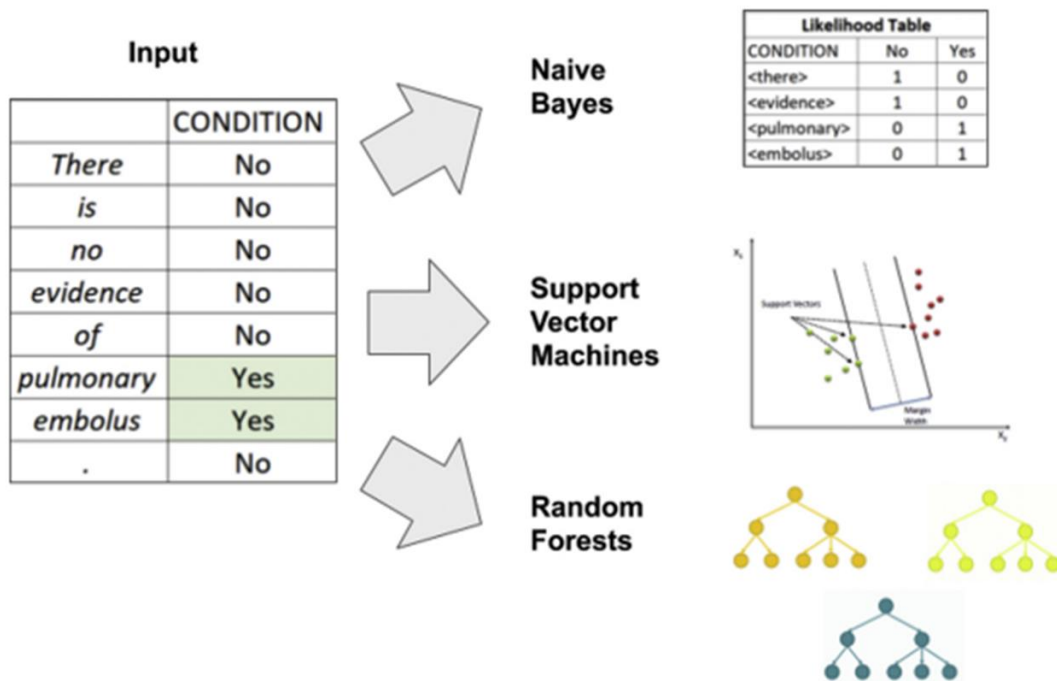 Input
CONDITION
There No
is No
no No
evidence No
of No
pulmonary Yes
embolus Yes
. No
Naive
Bayes
Likelihood Table
CONDITION No Yes
<there> 1 0
<evidence> 1 0
<pulmonary> 0 1
<embolus> 0 1
Support
Vector
Machines
Support Vectors
Margin
Width
Random
Forests